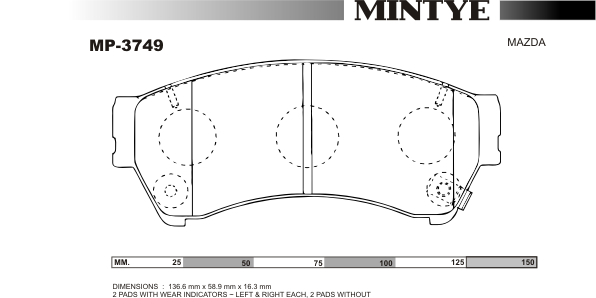 MINTYE
MP-3749
MAZDA
MM. 25 50 75 100 125 150
DIMENSIONS : 136.6 mm x 58.9 mm x 16.3 mm
2 PADS WITH WEAR INDICATORS – LEFT & RIGHT EACH, 2 PADS WITHOUT